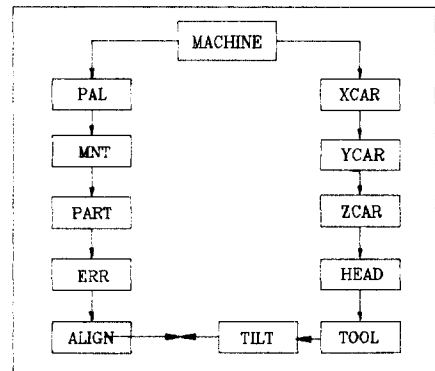 MACHINE
PAL
XCAR
MNT
YCAR
PART
ZCAR
ERR
HEAD
ALIGN
TILT
TOOL